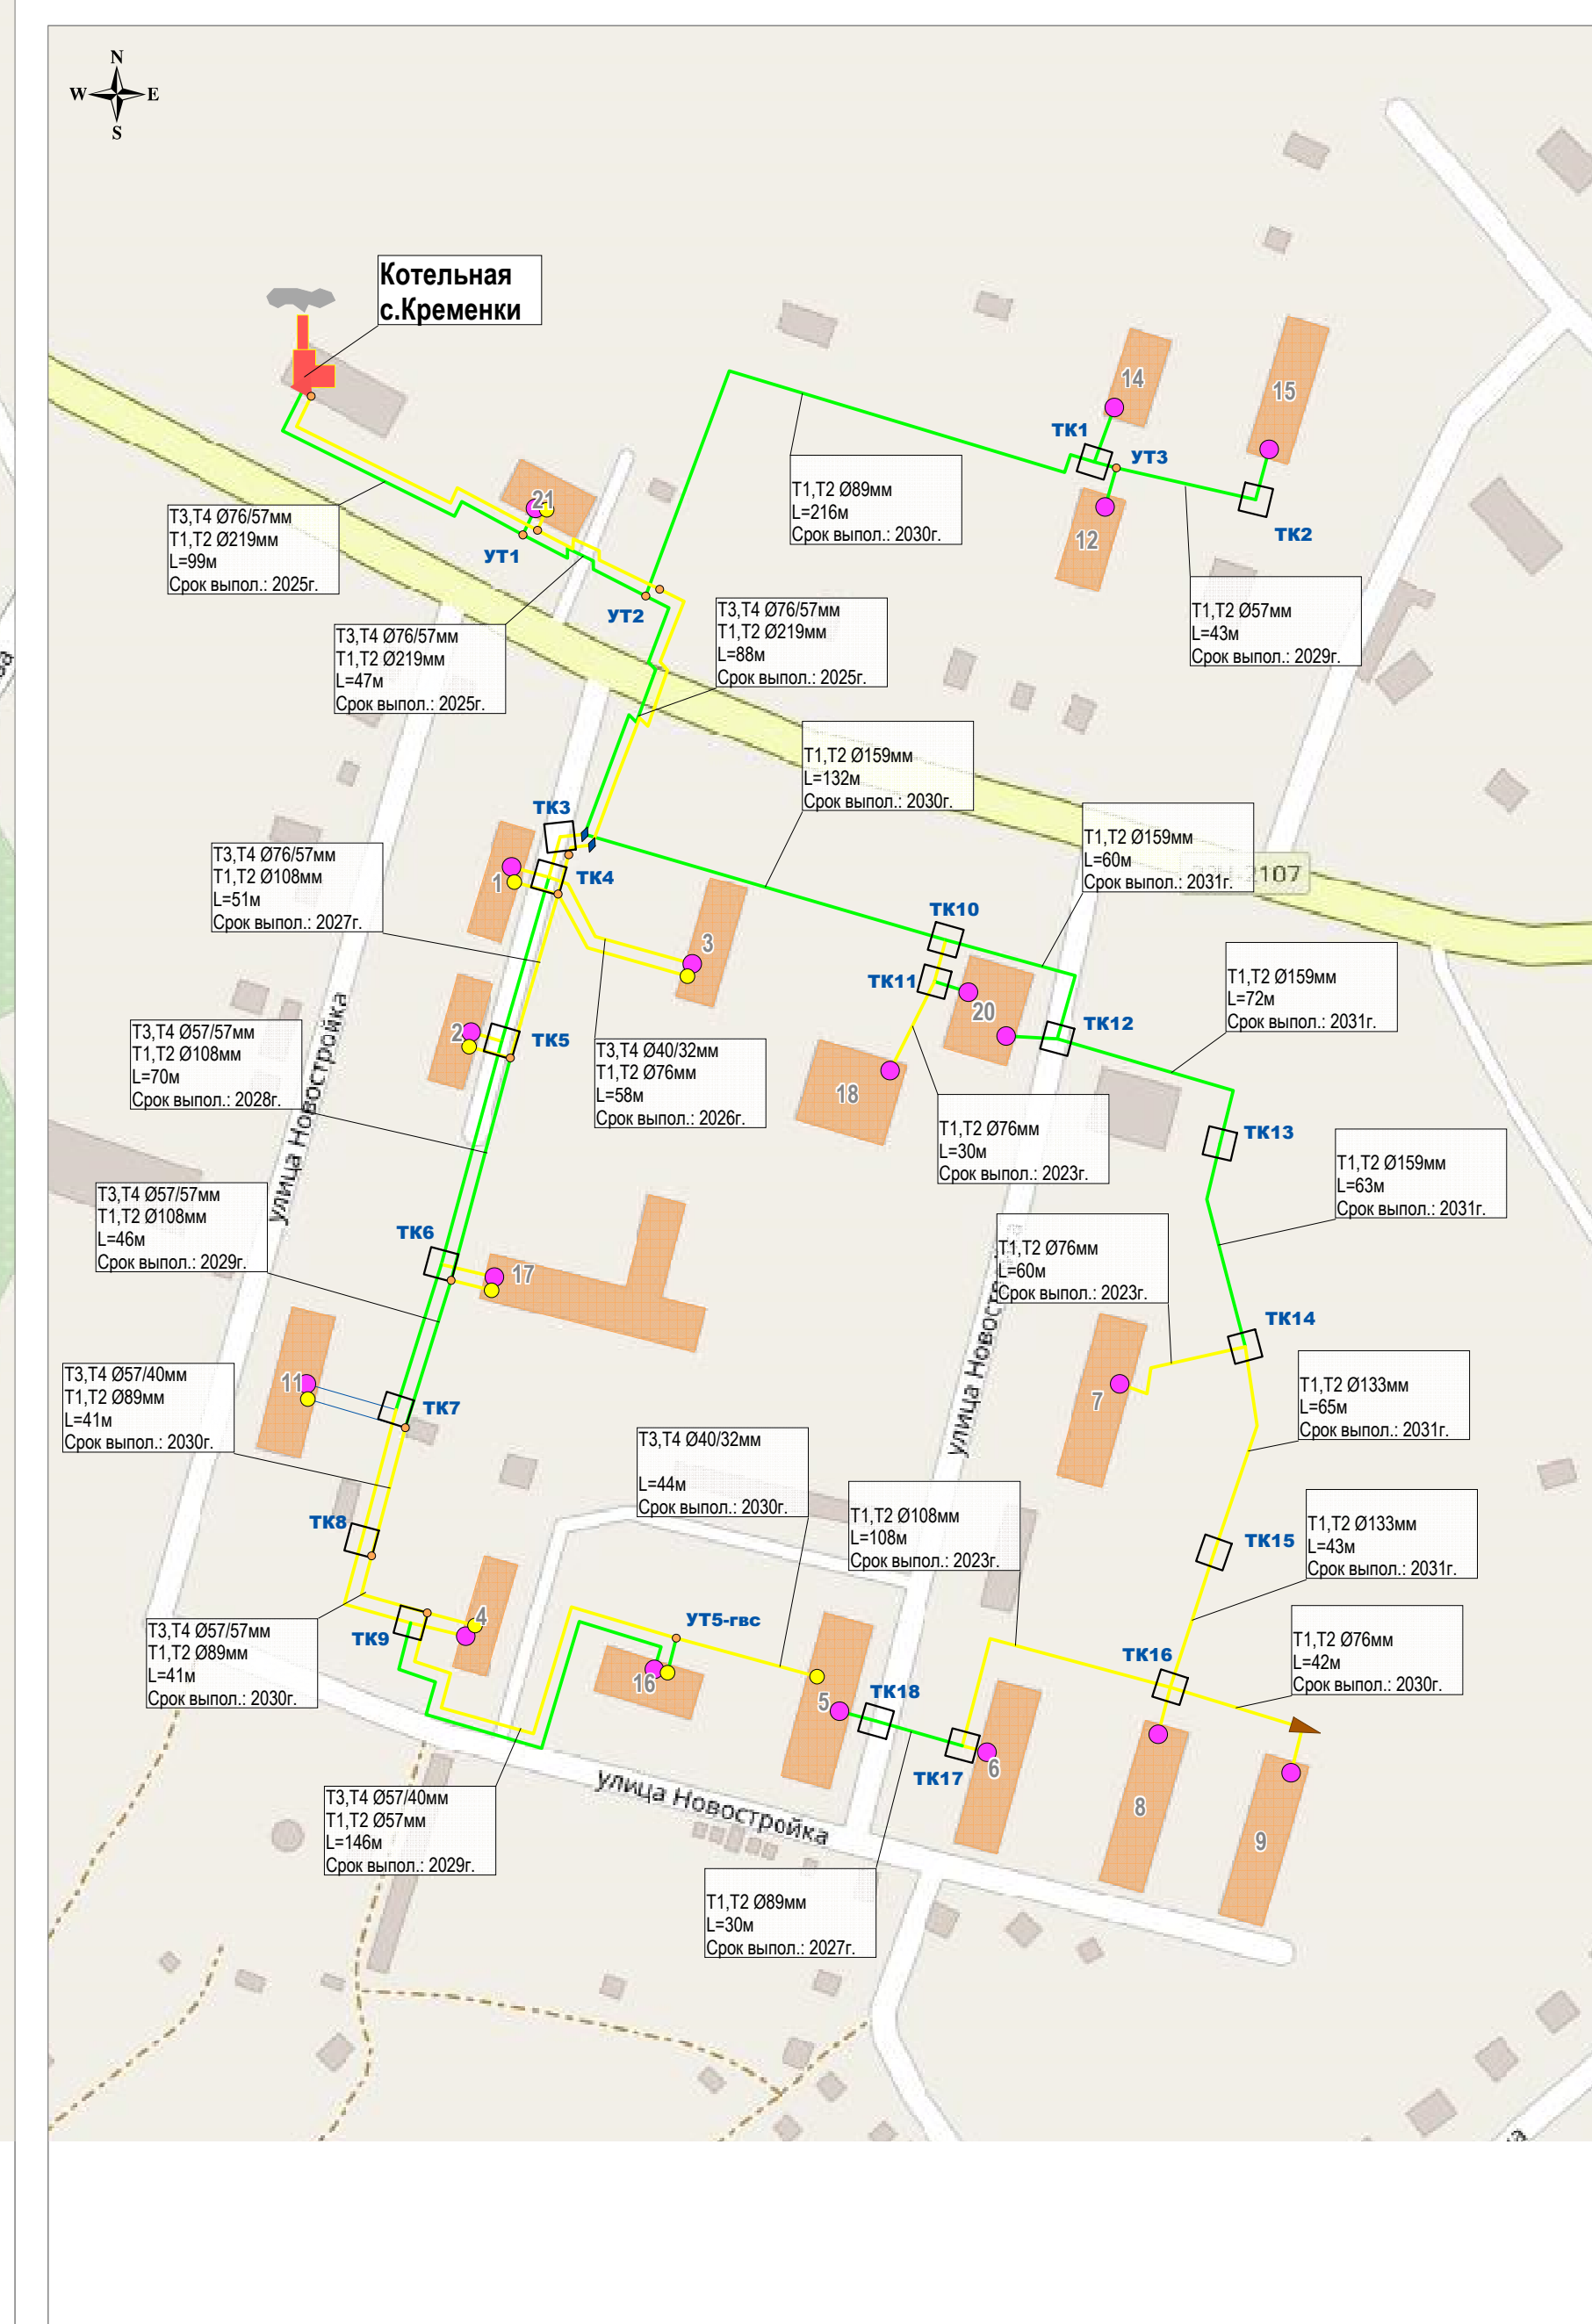 N
W
E
S
Котельная
с.Кременки
14
15
ТК1
УТ3
ТК2
12
21
УТ1
УТ2
Т1,Т2 Ø89мм
L=216м
Срок выпол.: 2030г.
Т3,Т4 Ø76/57мм
Т1,Т2 Ø219мм
L=99м
Срок выпол.: 2025г.
Т1,Т2 Ø57мм
L=43м
Срок выпол.: 2029г.
Т3,Т4 Ø76/57мм
Т1,Т2 Ø219мм
L=88м
Срок выпол.: 2025г.
Т3,Т4 Ø76/57мм
Т1,Т2 Ø219мм
L=47м
Срок выпол.: 2025г.
Т1,Т2 Ø159мм
L=132м
Срок выпол.: 2030г.
ТК3
ТК4
1
3
Т1,Т2 Ø159мм
L=60м
Срок выпол.: 2031г.
2107
Т3,Т4 Ø76/57мм
Т1,Т2 Ø108мм
L=51м
Срок выпол.: 2027г.
ТК10
ТК11
20
ТК12
Т1,Т2 Ø159мм
L=72м
Срок выпол.: 2031г.
2
ТК5
Т3,Т4 Ø57/57мм
Т1,Т2 Ø108мм
L=70м
Срок выпол.: 2028г.
улица Новостройка
Т3,Т4 Ø40/32мм
Т1,Т2 Ø76мм
L=58м
Срок выпол.: 2026г.
18
Т1,Т2 Ø76мм
L=30м
Срок выпол.: 2023г.
ТК13
Т1,Т2 Ø159мм
L=63м
Срок выпол.: 2031г.
Т3,Т4 Ø57/57мм
Т1,Т2 Ø108мм
L=46м
Срок выпол.: 2029г.
ТК6
17
Т1,Т2 Ø76мм
L=60м
Срок выпол.: 2023г.
улица
ТК14
7
Т3,Т4 Ø57/40мм
Т1,Т2 Ø89мм
L=41м
Срок выпол.: 2030г.
11
ТК7
Т1,Т2 Ø133мм
L=65м
Срок выпол.: 2031г.
Т3,Т4 Ø40/32мм
L=44м
Срок выпол.: 2030г.
Т1,Т2 Ø108мм
L=108м
Срок выпол.: 2023г.
Т1,Т2 Ø133мм
L=43м
Срок выпол.: 2031г.
ТК8
ТК15
Т3,Т4 Ø57/57мм
Т1,Т2 Ø89мм
L=41м
Срок выпол.: 2030г.
ТК9
4
УТ5-гвс
16
5
ТК18
ТК17
6
ТК16
Т1,Т2 Ø76мм
L=42м
Срок выпол.: 2030г.
8
9
Т3,Т4 Ø57/40мм
Т1,Т2 Ø57мм
L=146м
Срок выпол.: 2029г.
улица Новостройка
Т1,Т2 Ø89мм
L=30м
Срок выпол.: 2027г.